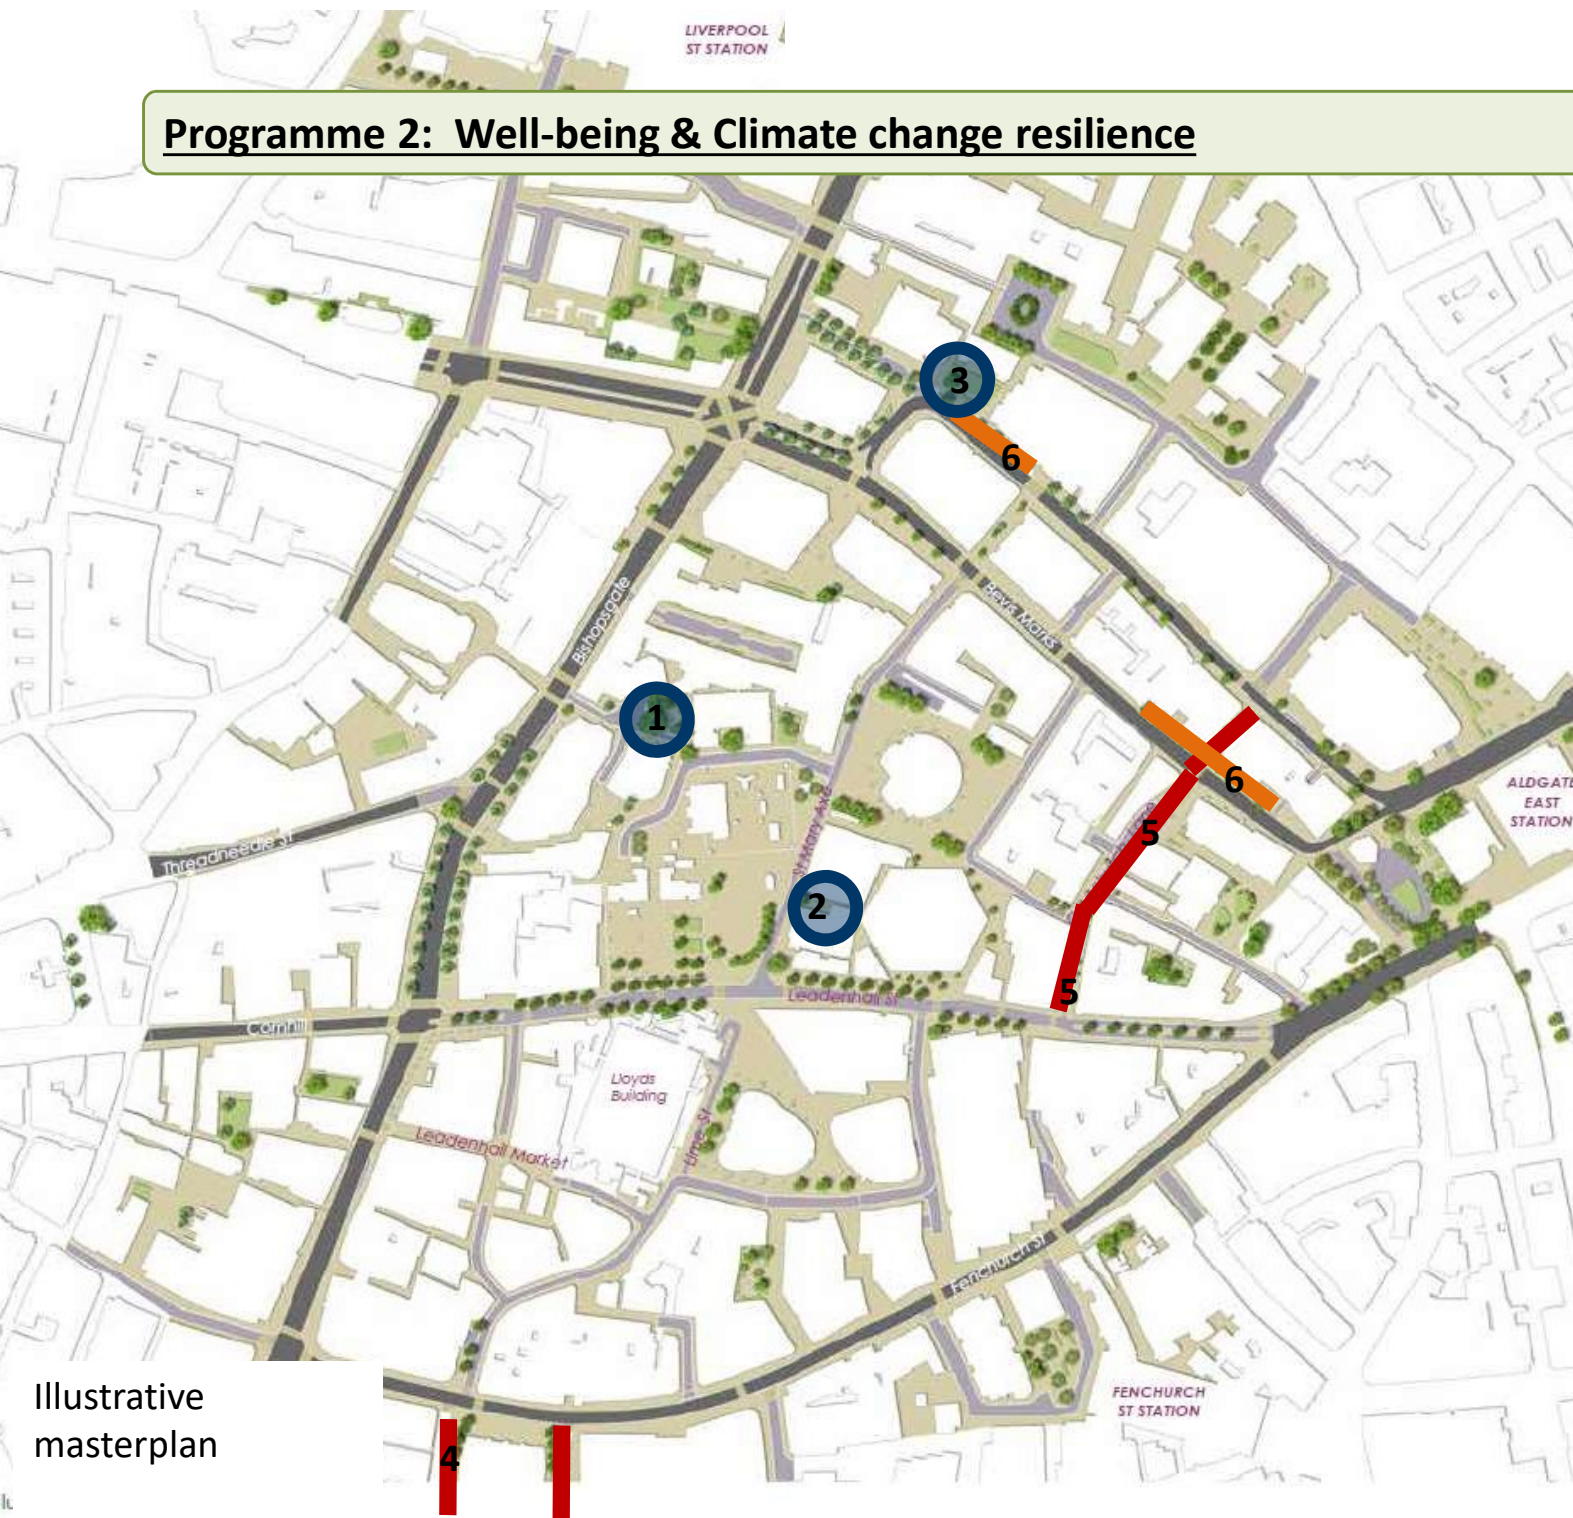 LIVERPOOL
ST STATION
Programme 2: Well-being & Climate change resilience
3
6
Bevis Marks
Bishopsgate
1
6
ALDGATE
EAST
STATION
5
St Mary Axe
Threadneedle St
2
5
Leadenhall St
Cornhill
Lloyds
Building
Lime St
Leadenhall Market
Fenchurch St
FENCHURCH
ST STATION
Illustrative
masterplan
4